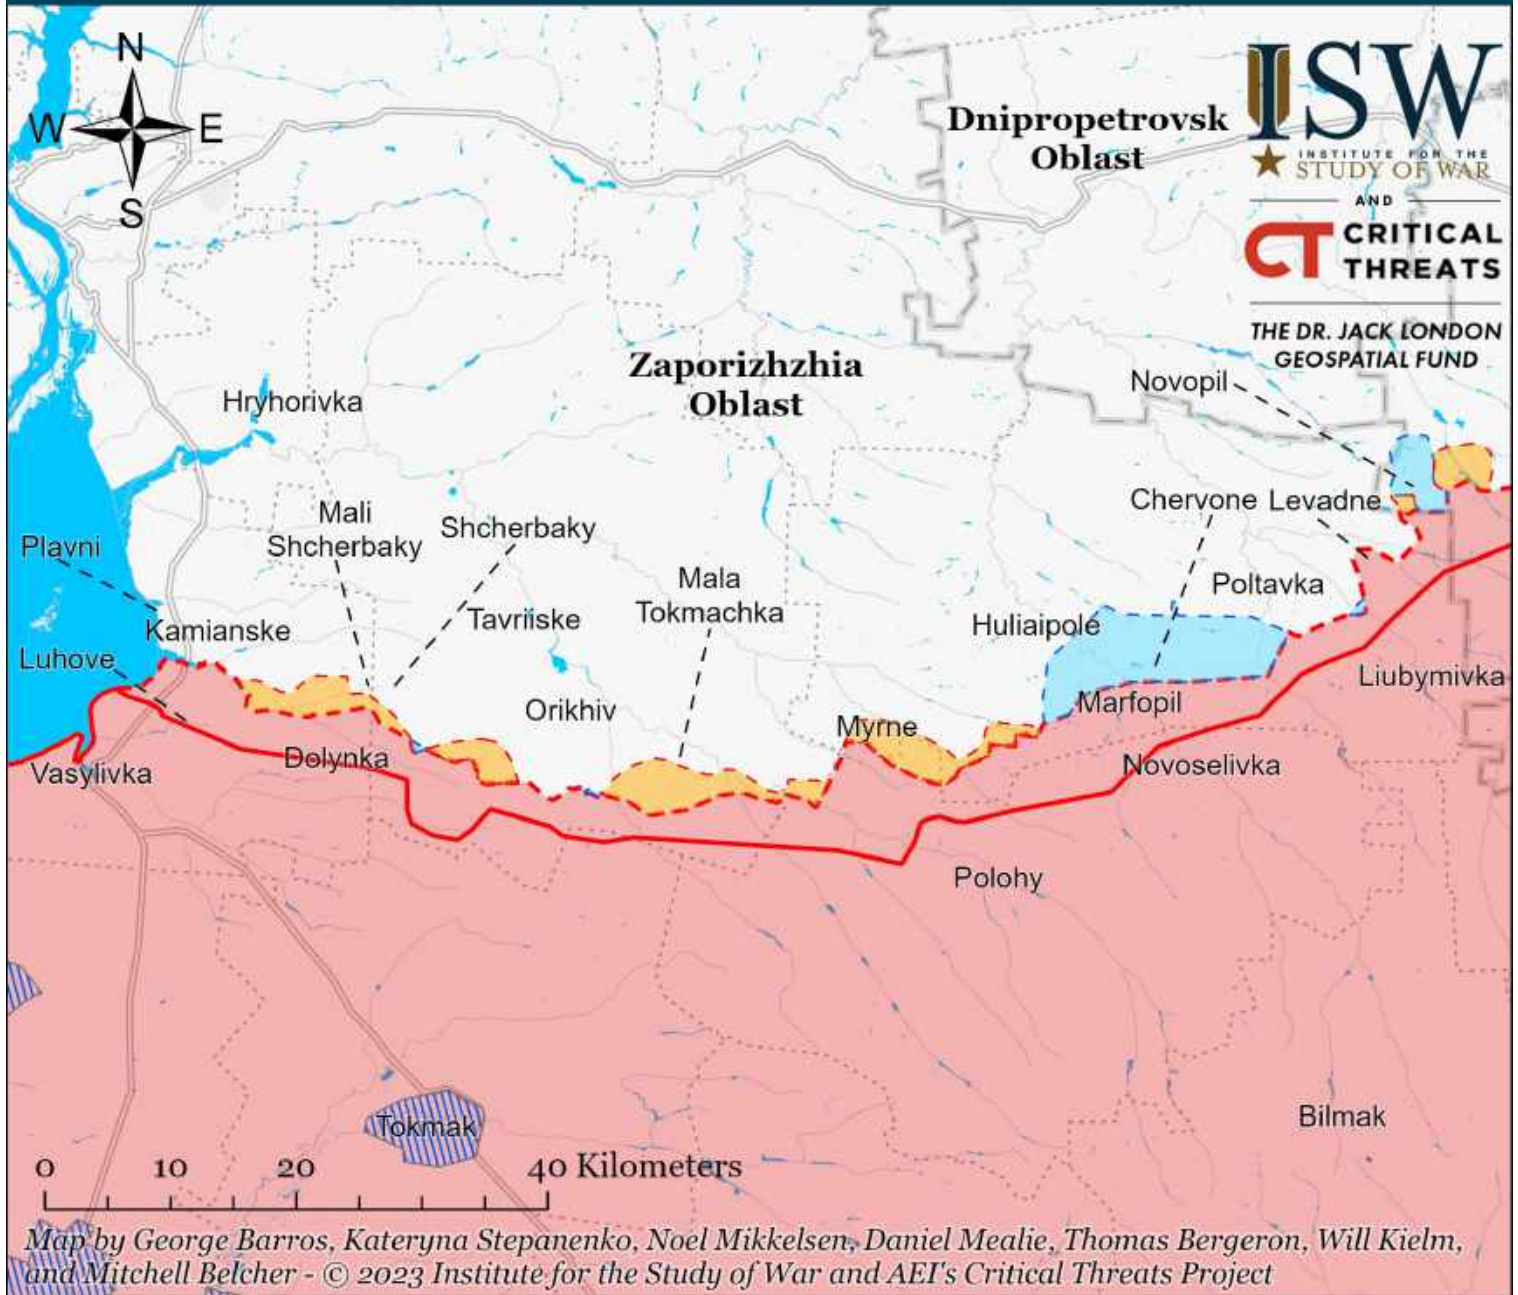 N
W
E
S
ISW
INSTITUTE FOR THE
STUDY OF WAR
AND
CT CRITICAL
THREATS
THE DR. JACK LONDON
GEOSPATIAL FUND
Dnipropetrovsk
Oblast
Zaporizhzhia
Oblast
Novopil
Hryhorivka
Chervone
Levadne
Mali
Shcherbaky
Shcherbaky
Plavni
Mala
Tokmachka
Poltavka
Tavriiske
Huliaipole
Kamianske
Luhove
Liubymivka
Orikhiv
Marfopil
Myrne
Dolynka
Vasylivka
Novoselivka
Polohy
Bilmak
Tokmak
0 10 20 40 Kilometers
Map by George Barros, Kateryna Stepanenko, Noel Mikkelsen, Daniel Mealie, Thomas Bergeron, Will Kielm,
and Mitchell Belcher - © 2023 Institute for the Study of War and AEI's Critical Threats Project